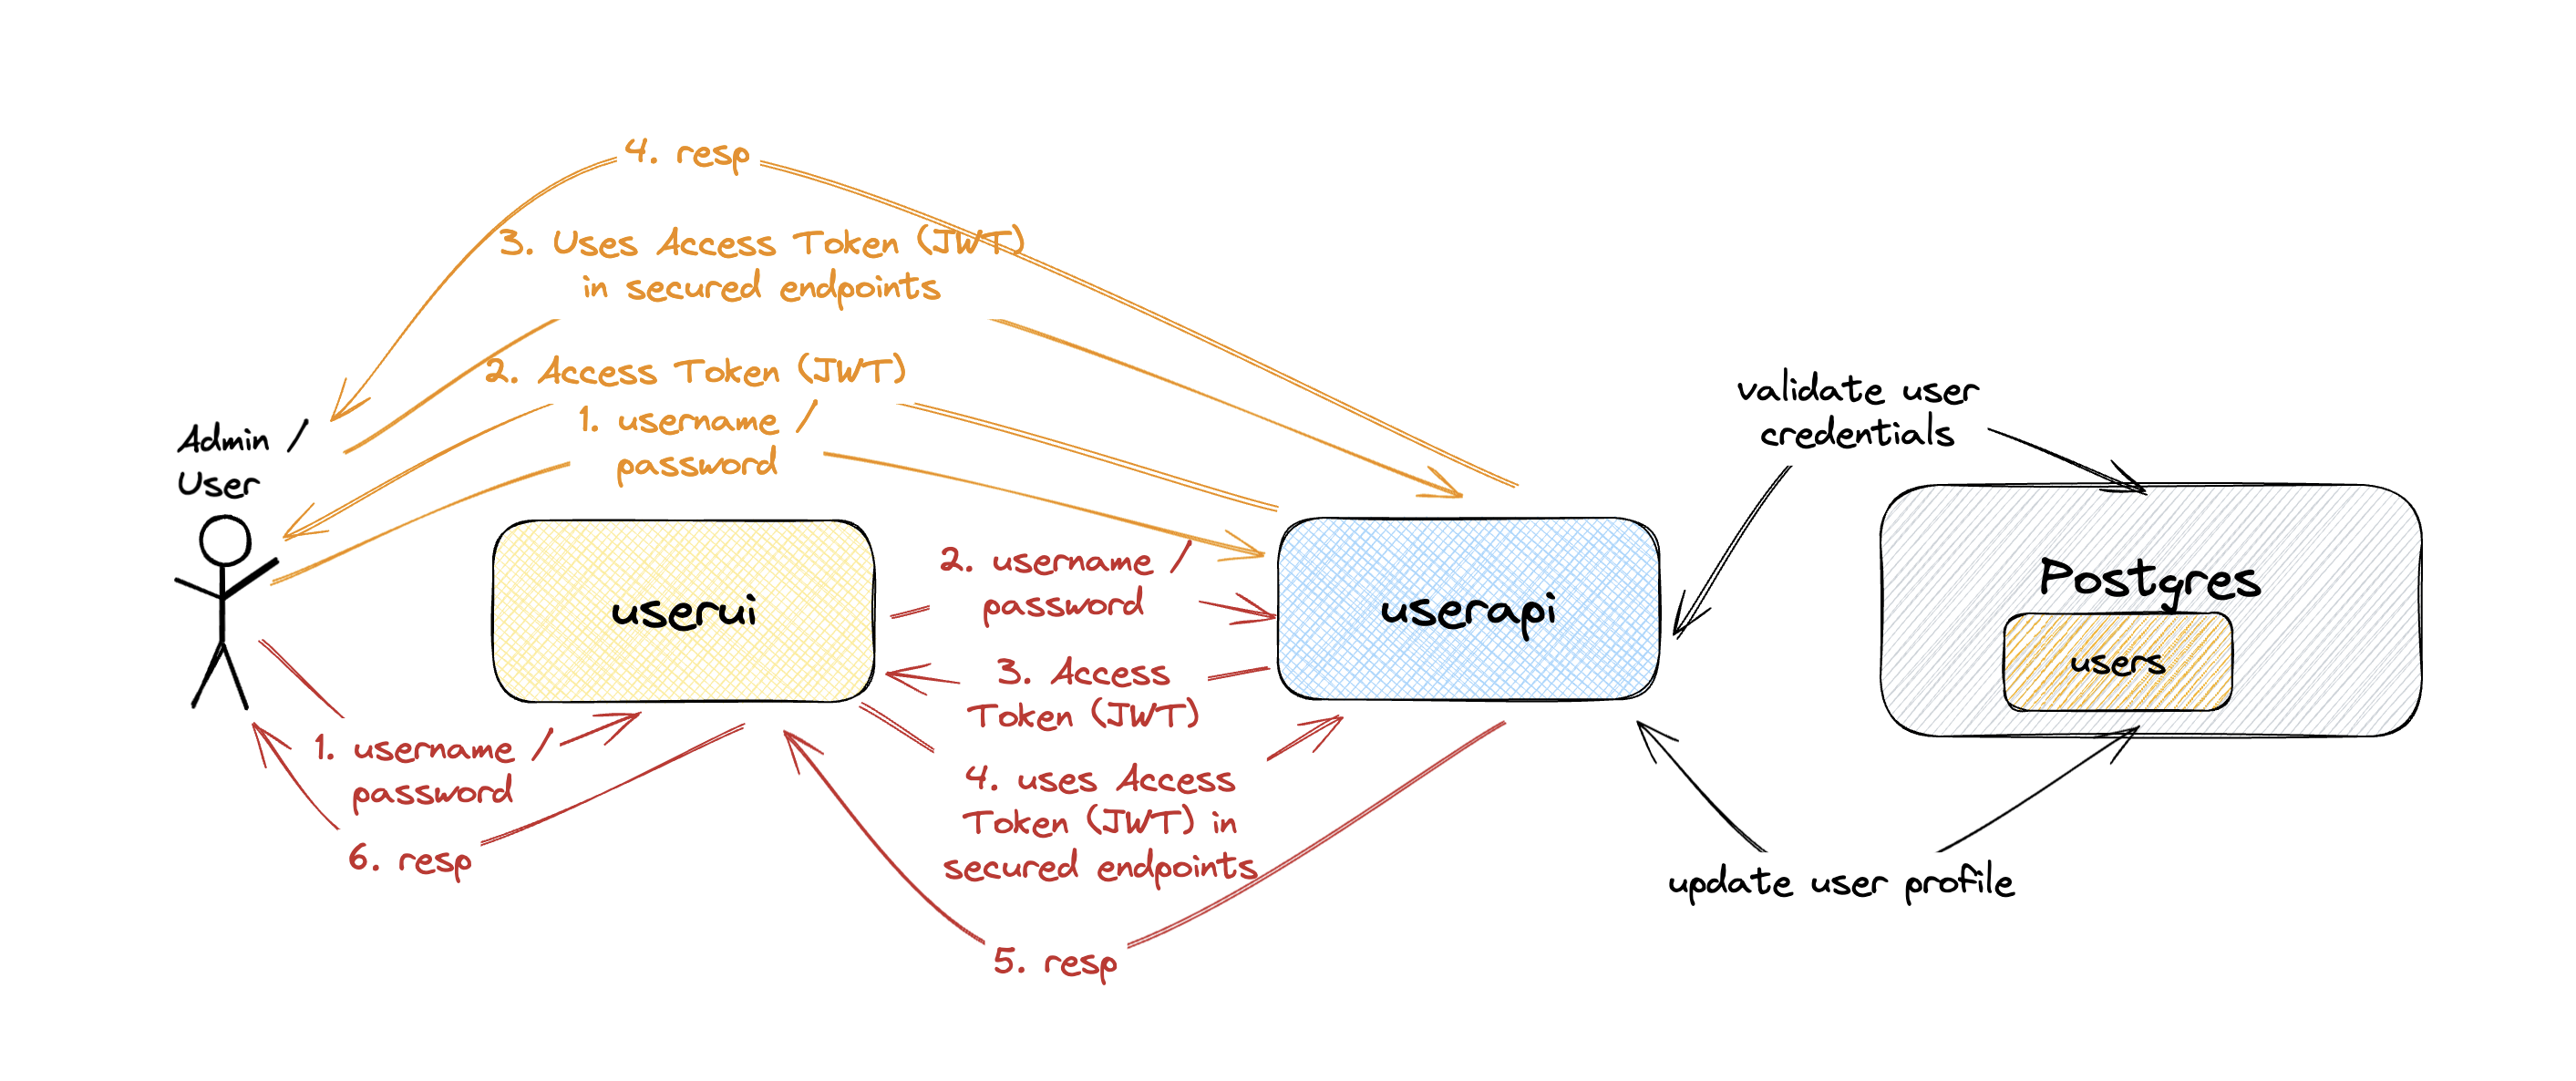 4. resp
3. Uses Access Token (JWT)
in secured endpoints
2. Access Token (JWT)
1. username /
password
Admin /
User
validate user
credentials
userui
2. username /
password
userapi
Postgres
users
3. Access
Token (JWT)
1. username /
password
4. uses Access
Token (JWT) in
secured endpoints
6. resp
update user profile
5. resp